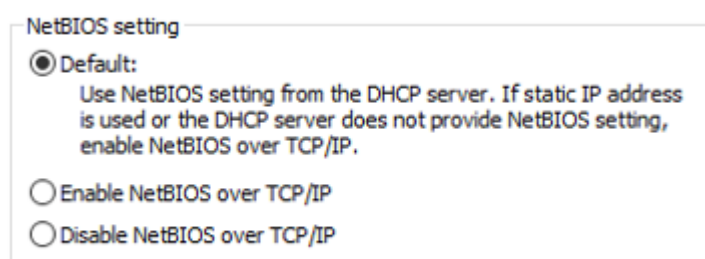 NetBIOS setting
Default:
Use NetBIOS setting from the DHCP server. If static IP address
is used or the DHCP server does not provide NetBIOS setting,
enable NetBIOS over TCP/IP.
Enable NetBIOS over TCP/IP
Disable NetBIOS over TCP/IP